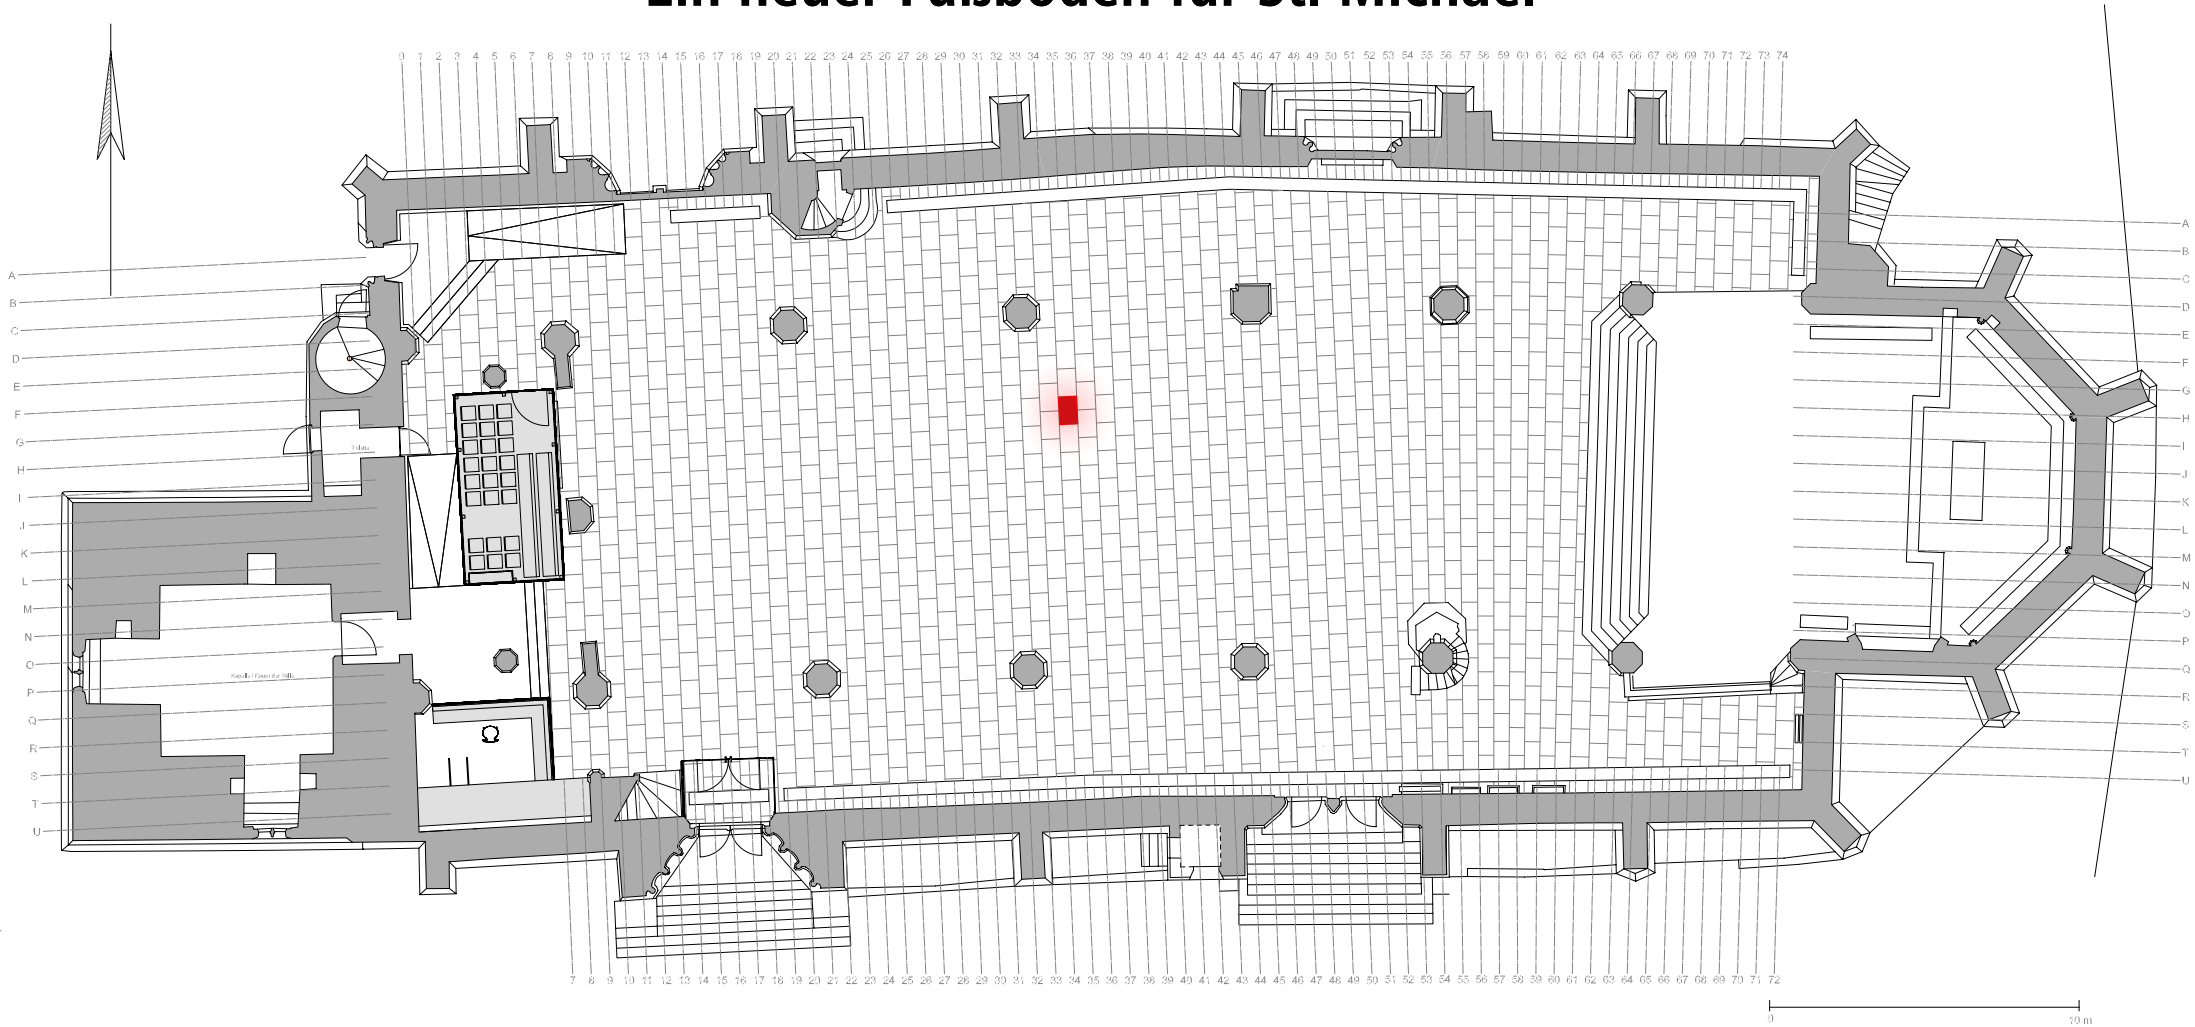 Ein neuer Fußboden für St. Michael
0 1 2 3 4 5 6 7 8 9 10 11 12 13 14 15 16 17 18 19 20 21 22 23 24 25 26 27 28 29 30 31 32 33 34 35 36 37 38 39 40 41 42 43 44 45 46 47 48 49 50 51 52 53 54 55 56 57 58 59 60 61 62 63 64 65 66 67 68 69 70 71 72 73 74
A
B
C
D
E
F
G
H
I
J
K
L
M
N
O
P
Q
R
S
T
U
A
B
C
D
E
F
G
H
I
J
K
L
M
N
O
P
Q
R
S
T
U
7 8 9 10 11 12 13 14 15 16 17 18 19 20 21 22 23 24 25 26 27 28 29 30 31 32 33 34 35 36 37 38 39 40 41 42 43 44 45 46 47 48 49 50 51 52 53 54 55 56 57 58 59 60 61 62 63 64 65 66 67 68 69 70 71 72
0 10 m